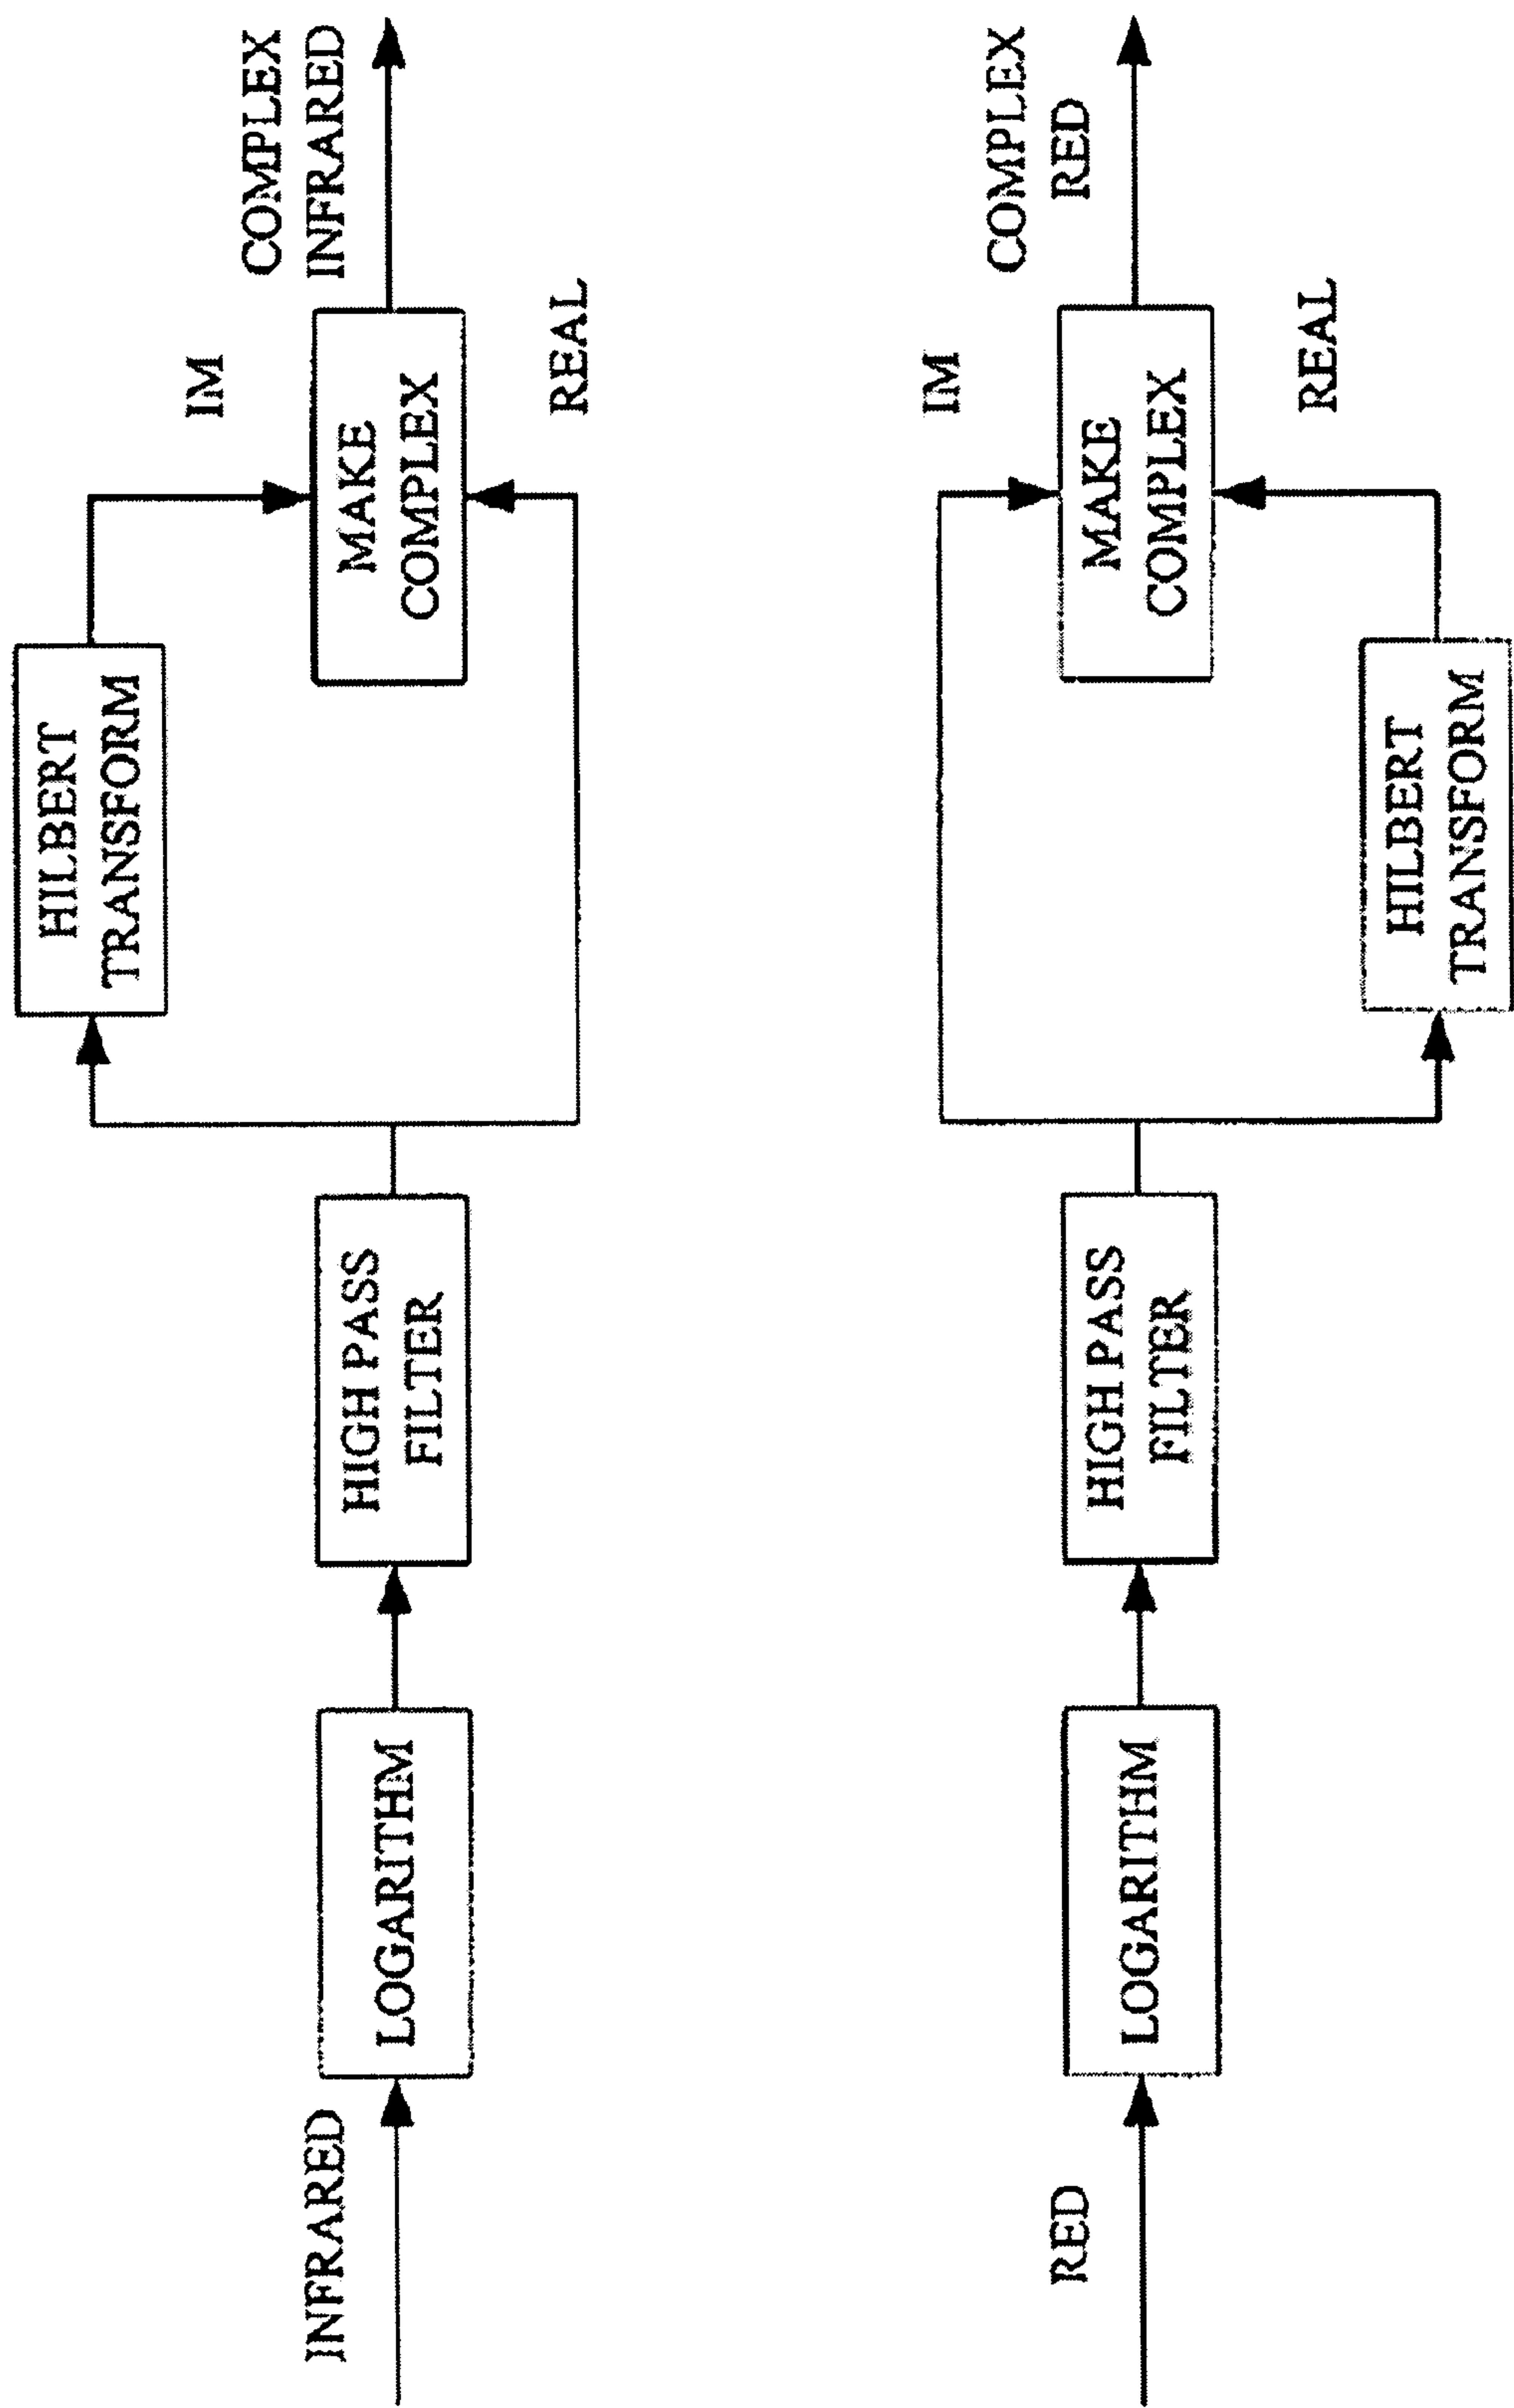 INFRARED
LOGARITHM
HIGH PASS
FILTER
HILBERT
TRANSFORM
IM
MAKE
COMPLEX
REAL
COMPLEX
INFRARED
RED
LOGARITHM
HIGH PASS
FILTER
HILBERT
TRANSFORM
IM
MAKE
COMPLEX
REAL
COMPLEX
RED